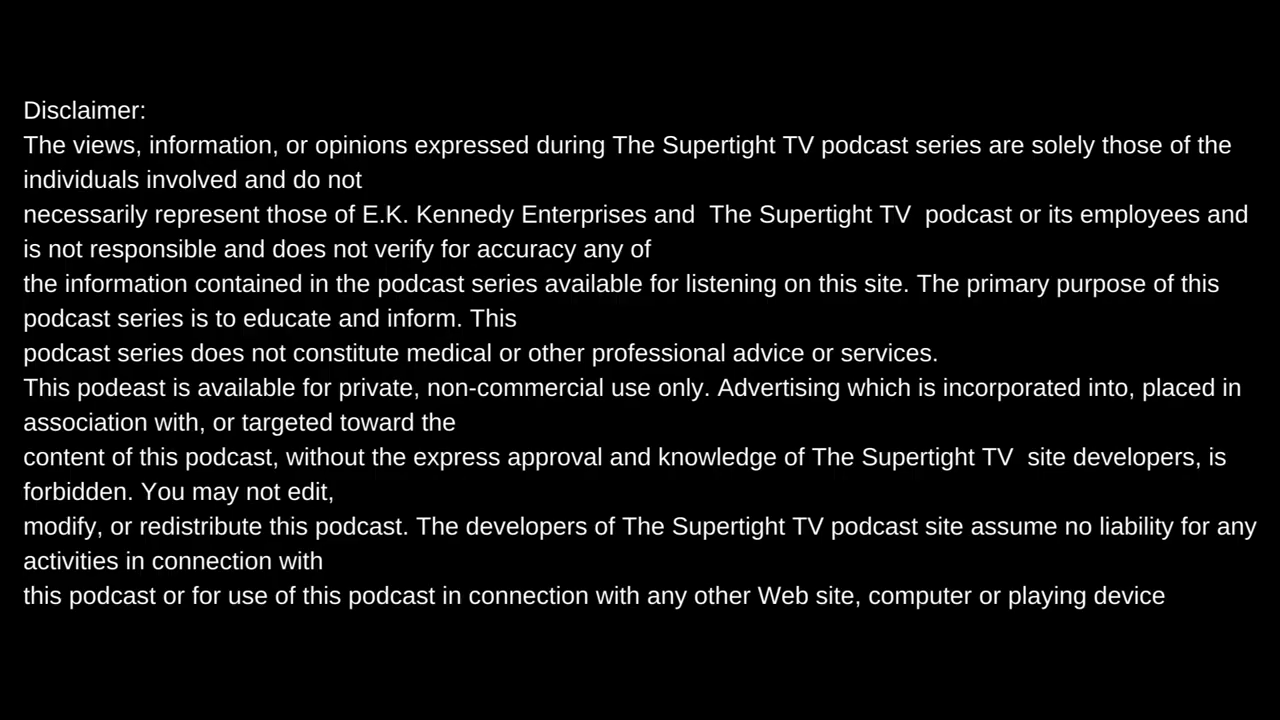 Disclaimer:
The views, information, or opinions expressed during The Supertight TV podcast series are solely those of the
individuals involved and do not
necessarily represent those of E.K. Kennedy Enterprises and  The Supertight TV  podcast or its employees and
is not responsible and does not verify for accuracy any of
the information contained in the podcast series available for listening on this site. The primary purpose of this
podcast series is to educate and inform. This
podcast series does not constitute medical or other professional advice or services.
This podeast is available for private, non-commercial use only. Advertising which is incorporated into, placed in
association with, or targeted toward the
content of this podcast, without the express approval and knowledge of The Supertight TV  site developers, is
forbidden. You may not edit,
modify, or redistribute this podcast. The developers of The Supertight TV podcast site assume no liability for any
activities in connection with
this podcast or for use of this podcast in connection with any other Web site, computer or playing device